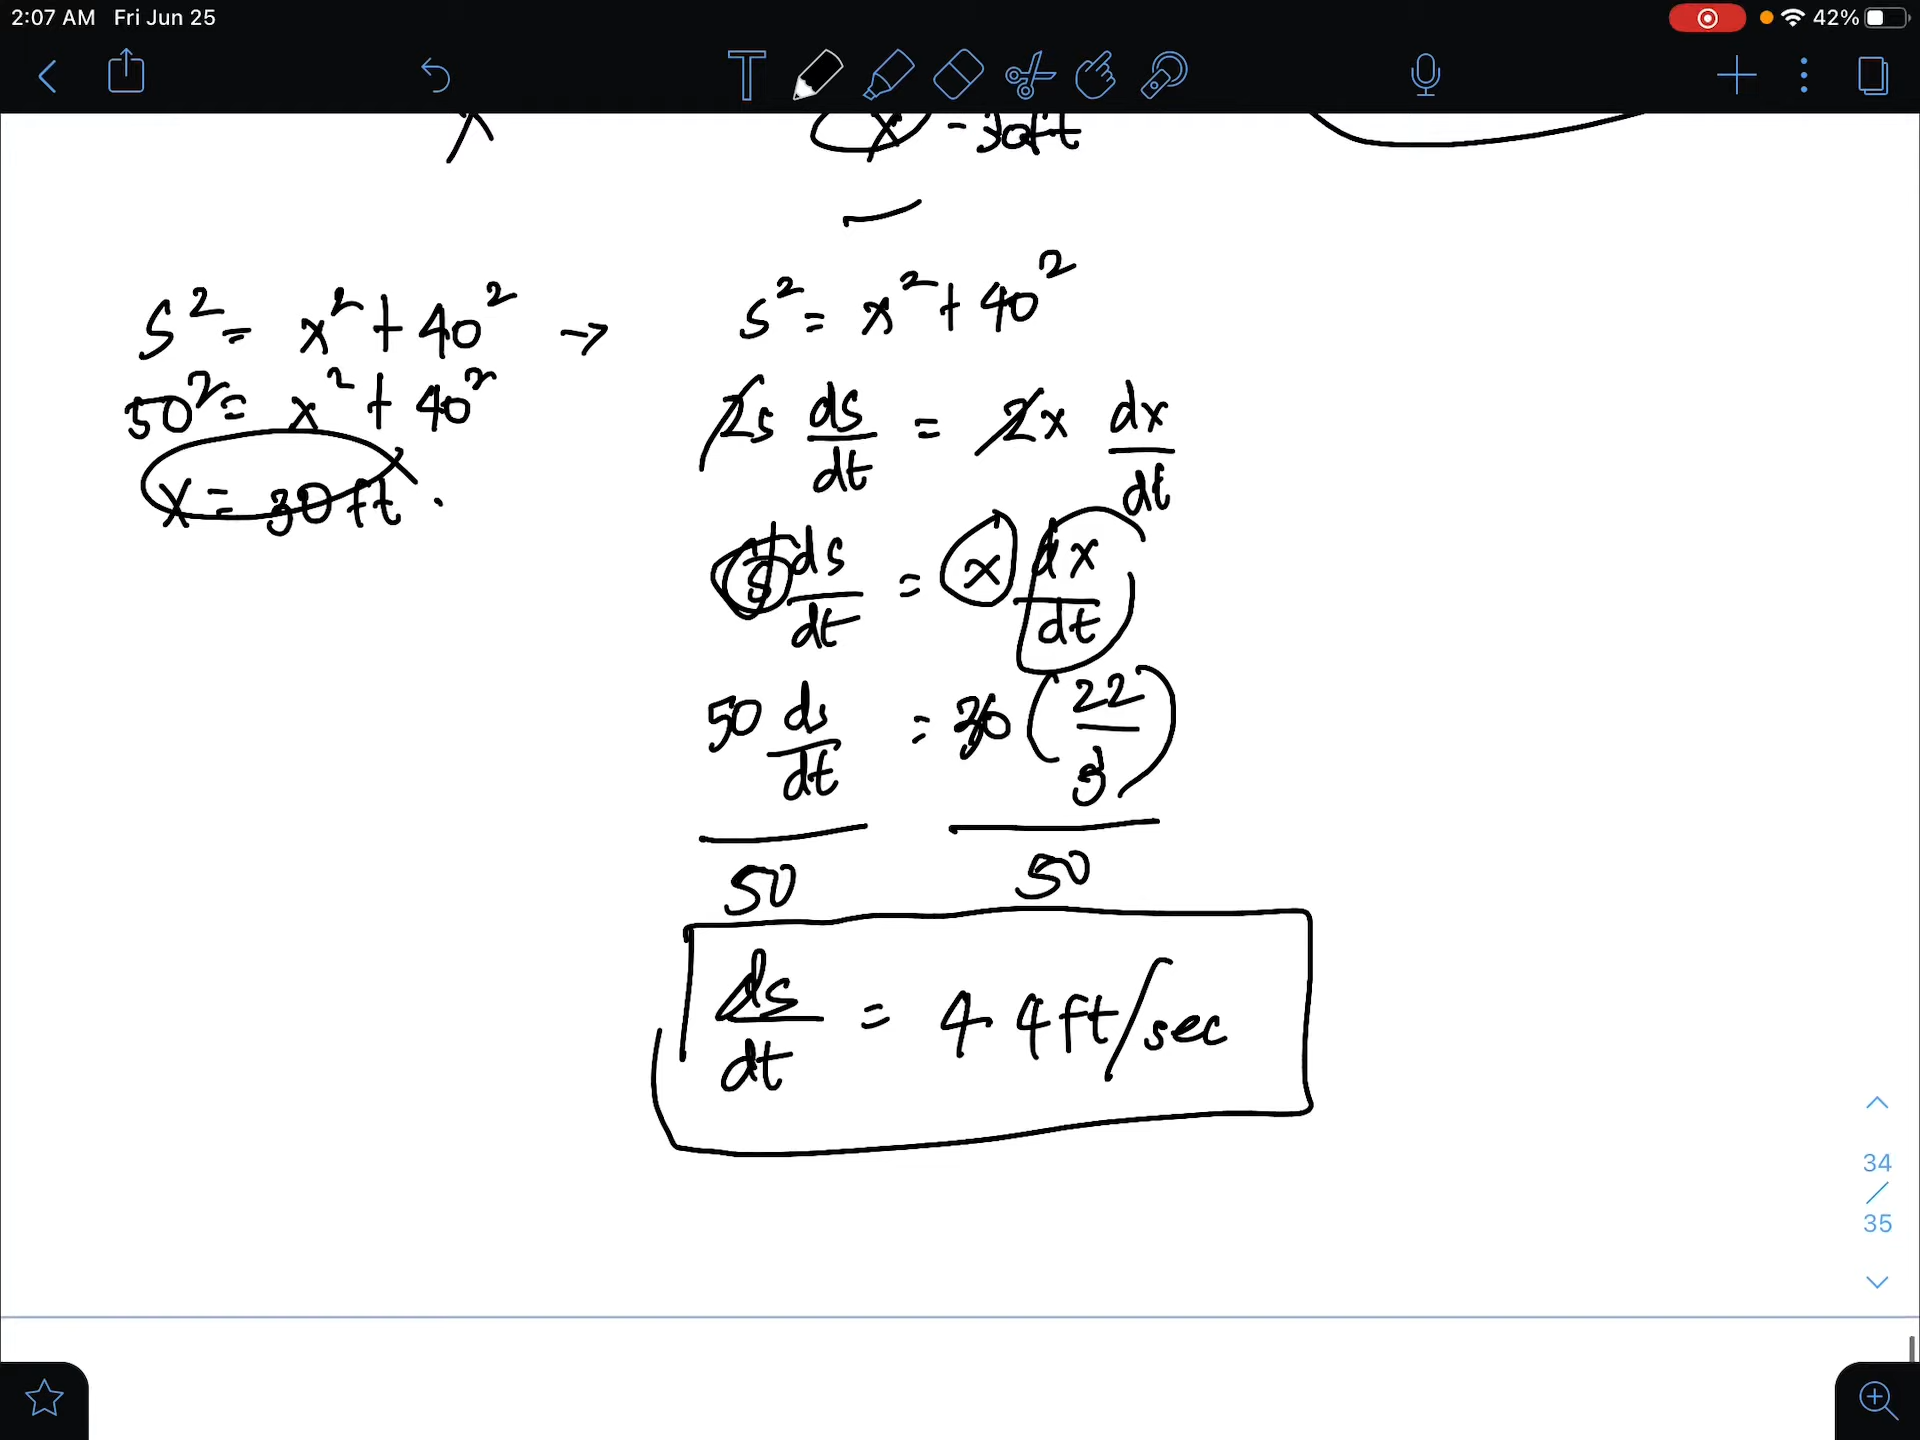 2:07 AM Fri Jun 25
42%
T
x
x - 30ft
s² = x² + 40² →
50² = x² + 40²
x = 30 ft .
s² = x² + 40²
2s ds/dt = 2x dx/dt
s ds/dt = x dx/dt
50 ds/dt = 30 (22/3)
50 50
ds/dt = 4.4 ft/sec
34
/
35